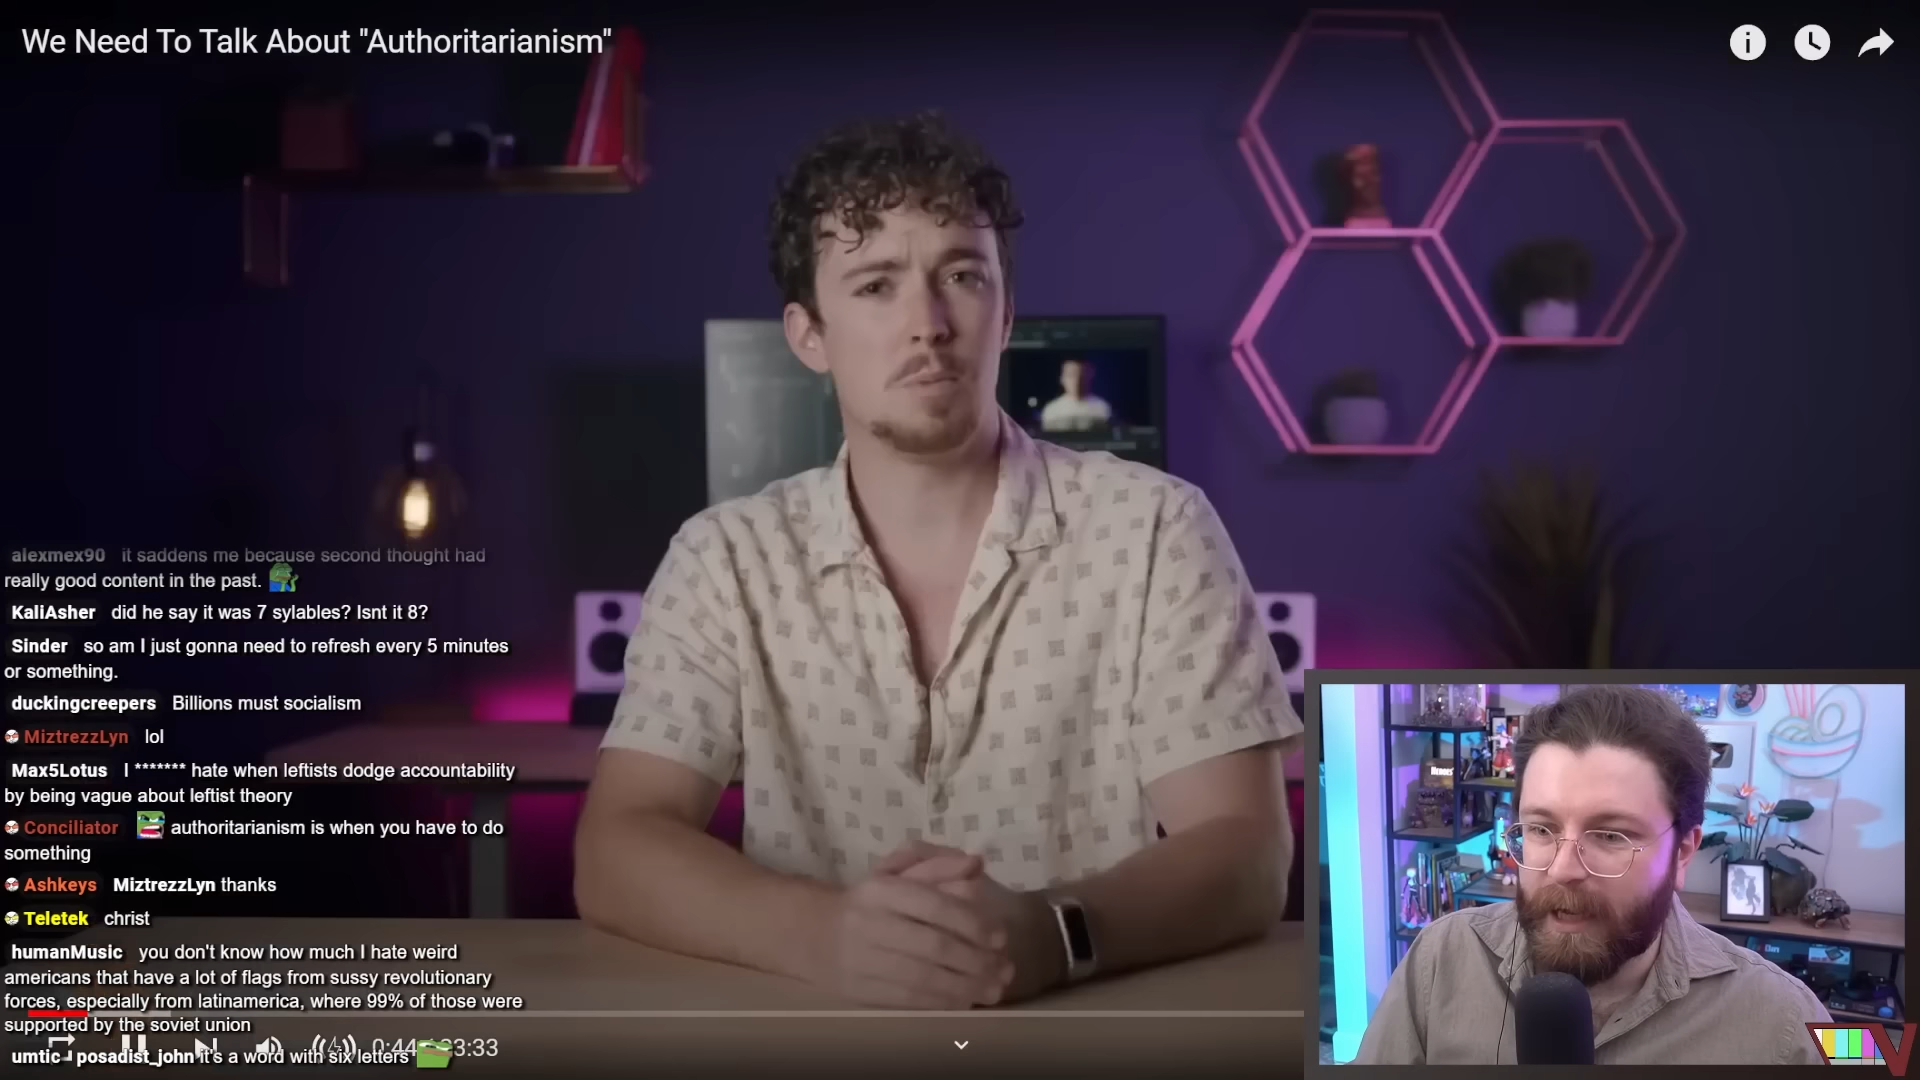 We Need To Talk About "Authoritarianism"
alexmex90 it saddens me because second thought had
really good content in the past.
KaliAsher did he say it was 7 sylables? Isnt it 8?
Sinder so am I just gonna need to refresh every 5 minutes
or something.
duckingcreepers Billions must socialism
MiztrezzLyn lol
Max5Lotus I ******* hate when leftists dodge accountability
by being vague about leftist theory
Conciliator authoritarianism is when you have to do
something
Ashkeys MiztrezzLyn thanks
Teletek christ
humanMusic you don't know how much I hate weird
americans that have a lot of flags from sussy revolutionary
forces, especially from latinamerica, where 99% of those were
supported by the soviet union
0:44 3:33
umtic posadist_john it's a word with six letters